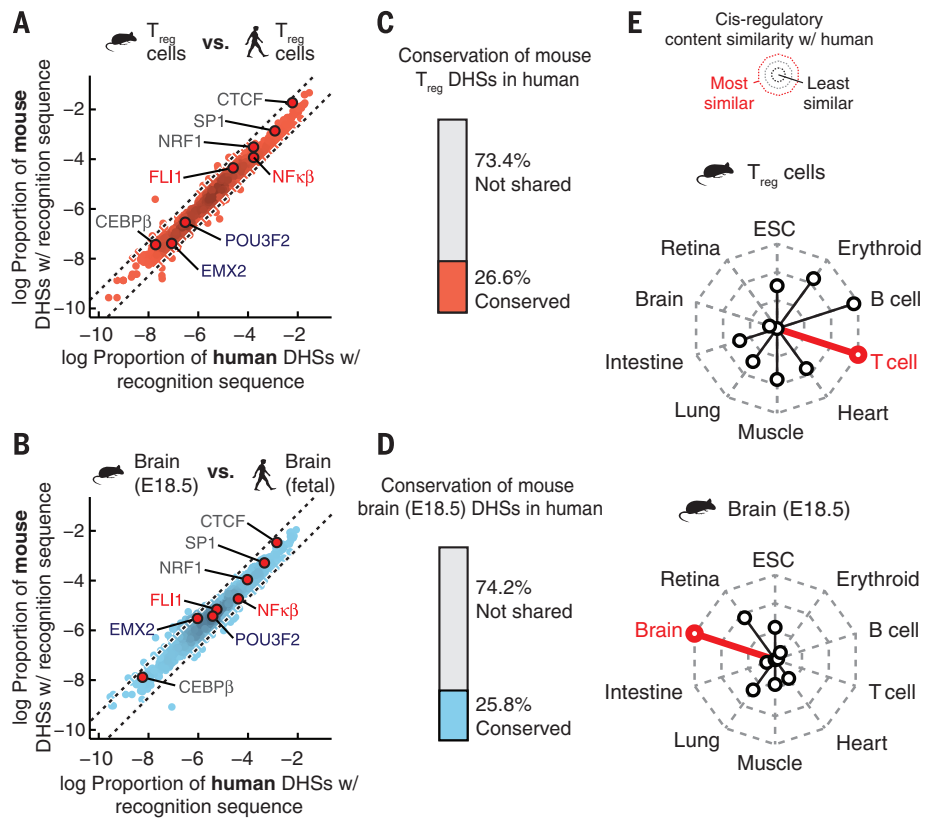 A
T_reg cells vs. T_reg cells
log Proportion of mouse
DHSs w/ recognition sequence
−2
−4
−6
−8
−10
CTCF
SP1
NRF1
FLI1
NFκβ
CEBPβ
POU3F2
EMX2
−10 −8 −6 −4 −2
log Proportion of human DHSs w/
recognition sequence
B
Brain vs. Brain
(E18.5) (fetal)
log Proportion of mouse
DHSs w/ recognition sequence
−2
−4
−6
−8
−10
CTCF
SP1
NRF1
FLI1
NFκβ
EMX2
POU3F2
CEBPβ
−10 −8 −6 −4 −2
log Proportion of human DHSs w/
recognition sequence
C
Conservation of mouse
T_reg DHSs in human
73.4%
Not shared
26.6%
Conserved
D
Conservation of mouse
brain (E18.5) DHSs in human
74.2%
Not shared
25.8%
Conserved
E
Cis-regulatory
content similarity w/ human
Most
similar
Least
similar
T_reg cells
ESC
Retina
Erythroid
Brain
B cell
Intestine
T cell
Lung
Heart
Muscle
Brain (E18.5)
ESC
Retina
Erythroid
Brain
B cell
Intestine
T cell
Lung
Heart
Muscle